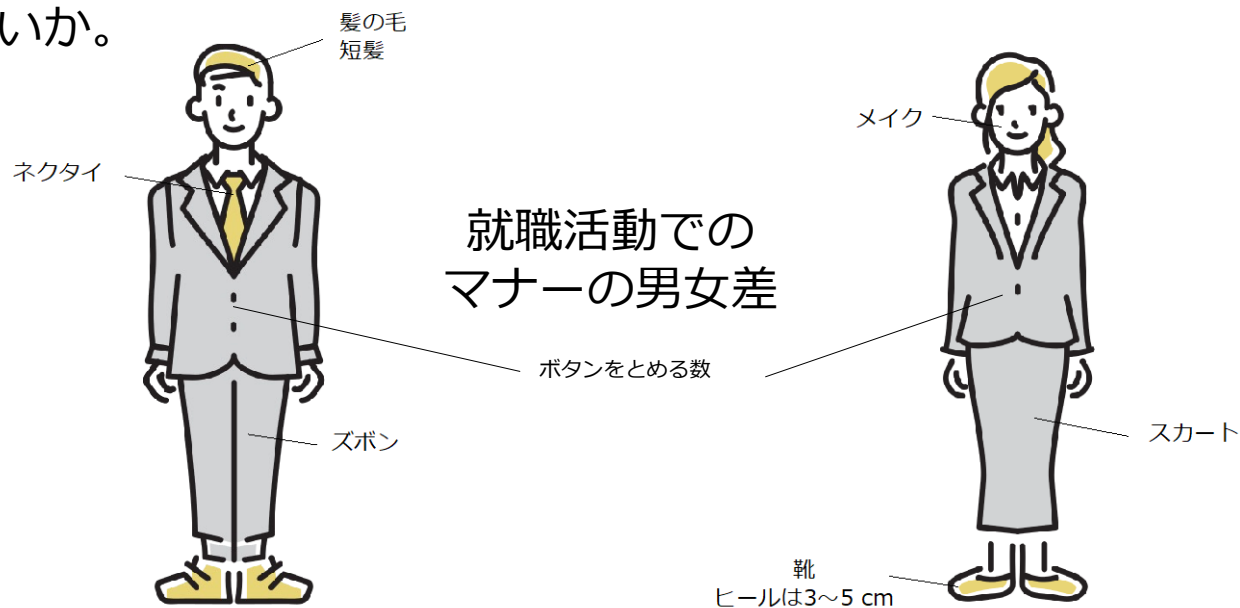 いか。
髪の毛
短髪
ネクタイ
メイク
就職活動での
マナーの男女差
ボタンをとめる数
ズボン
スカート
靴
ヒールは3～5 cm